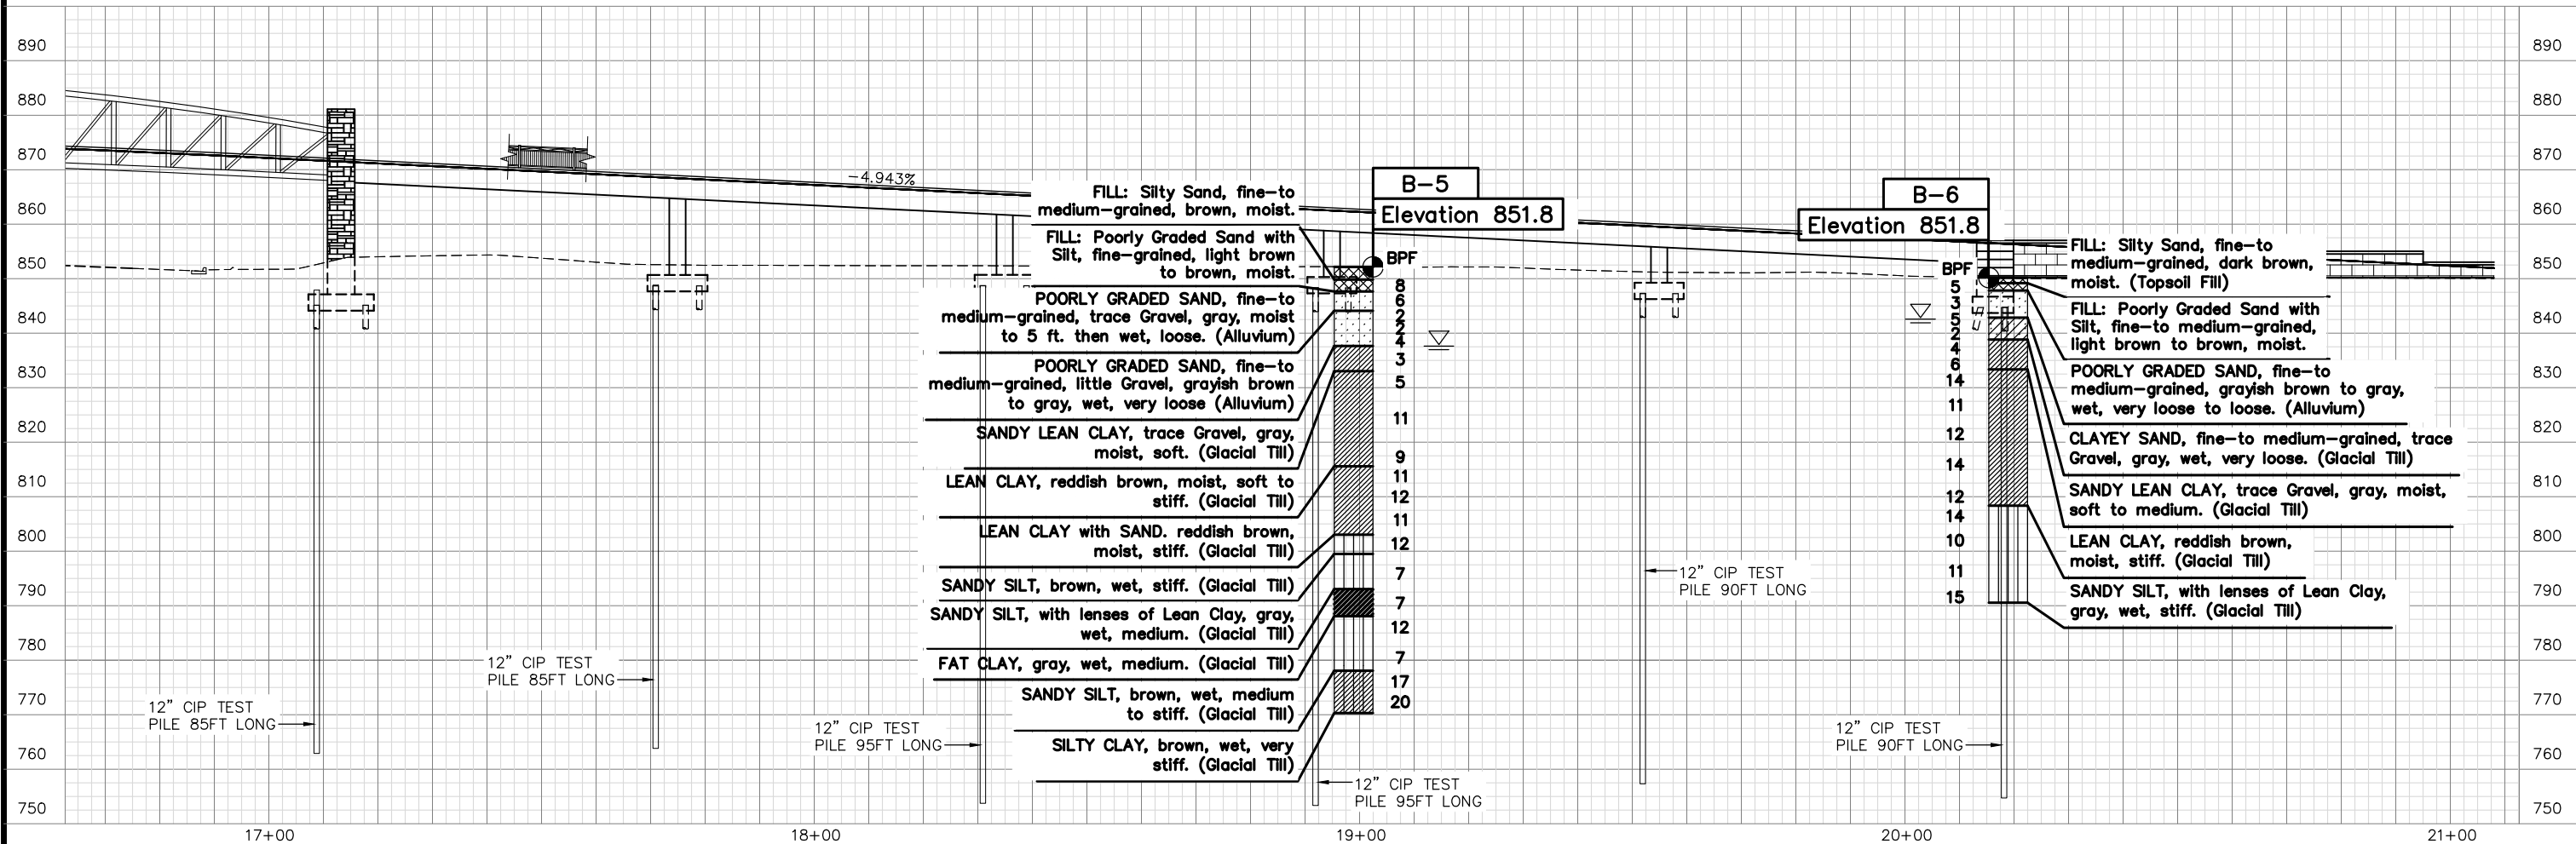 890
890
880
880
870
870
860
860
850
850
840
840
830
830
820
820
810
810
800
800
790
790
780
780
770
770
760
760
750
750
17+00
18+00
19+00
20+00
21+00
-4.943%
12" CIP TEST
PILE 85FT LONG
12" CIP TEST
PILE 85FT LONG
12" CIP TEST
PILE 95FT LONG
FILL: Silty Sand, fine-to
medium-grained, brown, moist.
FILL: Poorly Graded Sand with
Silt, fine-grained, light brown
to brown, moist.
POORLY GRADED SAND, fine-to
medium-grained, trace Gravel, gray, moist
to 5 ft. then wet, loose. (Alluvium)
POORLY GRADED SAND, fine-to
medium-grained, little Gravel, grayish brown
to gray, wet, very loose (Alluvium)
SANDY LEAN CLAY, trace Gravel, gray,
moist, soft. (Glacial Till)
LEAN CLAY, reddish brown, moist, soft to
stiff. (Glacial Till)
LEAN CLAY with SAND. reddish brown,
moist, stiff. (Glacial Till)
SANDY SILT, brown, wet, stiff. (Glacial Till)
SANDY SILT, with lenses of Lean Clay, gray,
wet, medium. (Glacial Till)
FAT CLAY, gray, wet, medium. (Glacial Till)
SANDY SILT, brown, wet, medium
to stiff. (Glacial Till)
SILTY CLAY, brown, wet, very
stiff. (Glacial Till)
B-5
Elevation 851.8
BPF
8
6
2
2
4
3
5
11
9
11
12
11
12
7
7
12
7
17
20
12" CIP TEST
PILE 95FT LONG
12" CIP TEST
PILE 90FT LONG
B-6
Elevation 851.8
BPF
5
3
5
2
4
6
14
11
12
14
12
14
10
11
15
12" CIP TEST
PILE 90FT LONG
FILL: Silty Sand, fine-to
medium-grained, dark brown,
moist. (Topsoil Fill)
FILL: Poorly Graded Sand with
Silt, fine-to medium-grained,
light brown to brown, moist.
POORLY GRADED SAND, fine-to
medium-grained, grayish brown to gray,
wet, very loose to loose. (Alluvium)
CLAYEY SAND, fine-to medium-grained, trace
Gravel, gray, wet, very loose. (Glacial Till)
SANDY LEAN CLAY, trace Gravel, gray, moist,
soft to medium. (Glacial Till)
LEAN CLAY, reddish brown,
moist, stiff. (Glacial Till)
SANDY SILT, with lenses of Lean Clay,
gray, wet, stiff. (Glacial Till)